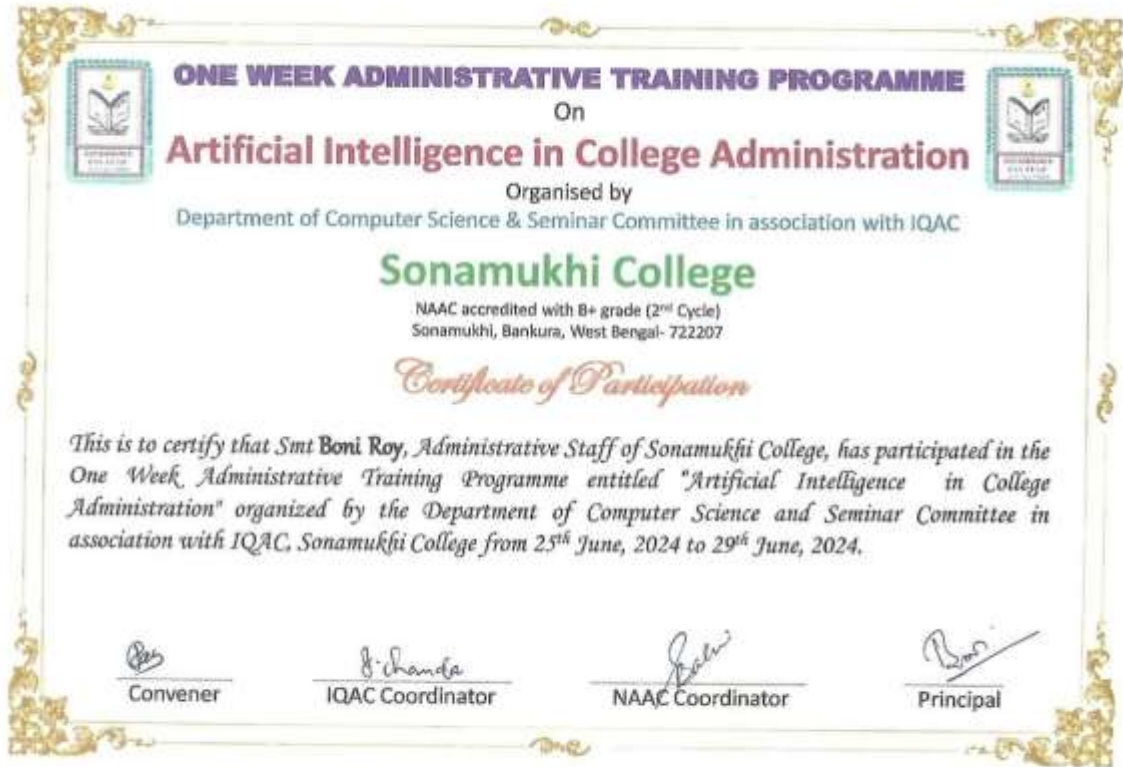 ONE WEEK ADMINISTRATIVE TRAINING PROGRAMME
On
Artificial Intelligence in College Administration
Organised by
Department of Computer Science & Seminar Committee in association with IQAC
Sonamukhi College
NAAC accredited with B+ grade (2nd Cycle)
Sonamukhi, Bankura, West Bengal- 722207
Certificate of Participation
This is to certify that Smt Boni Roy, Administrative Staff of Sonamukhi College, has participated in the
One Week Administrative Training Programme entitled "Artificial Intelligence in College
Administration" organized by the Department of Computer Science and Seminar Committee in
association with IQAC, Sonamukhi College from 25th June, 2024 to 29th June, 2024.
Convener
IQAC Coordinator
NAAC Coordinator
Principal